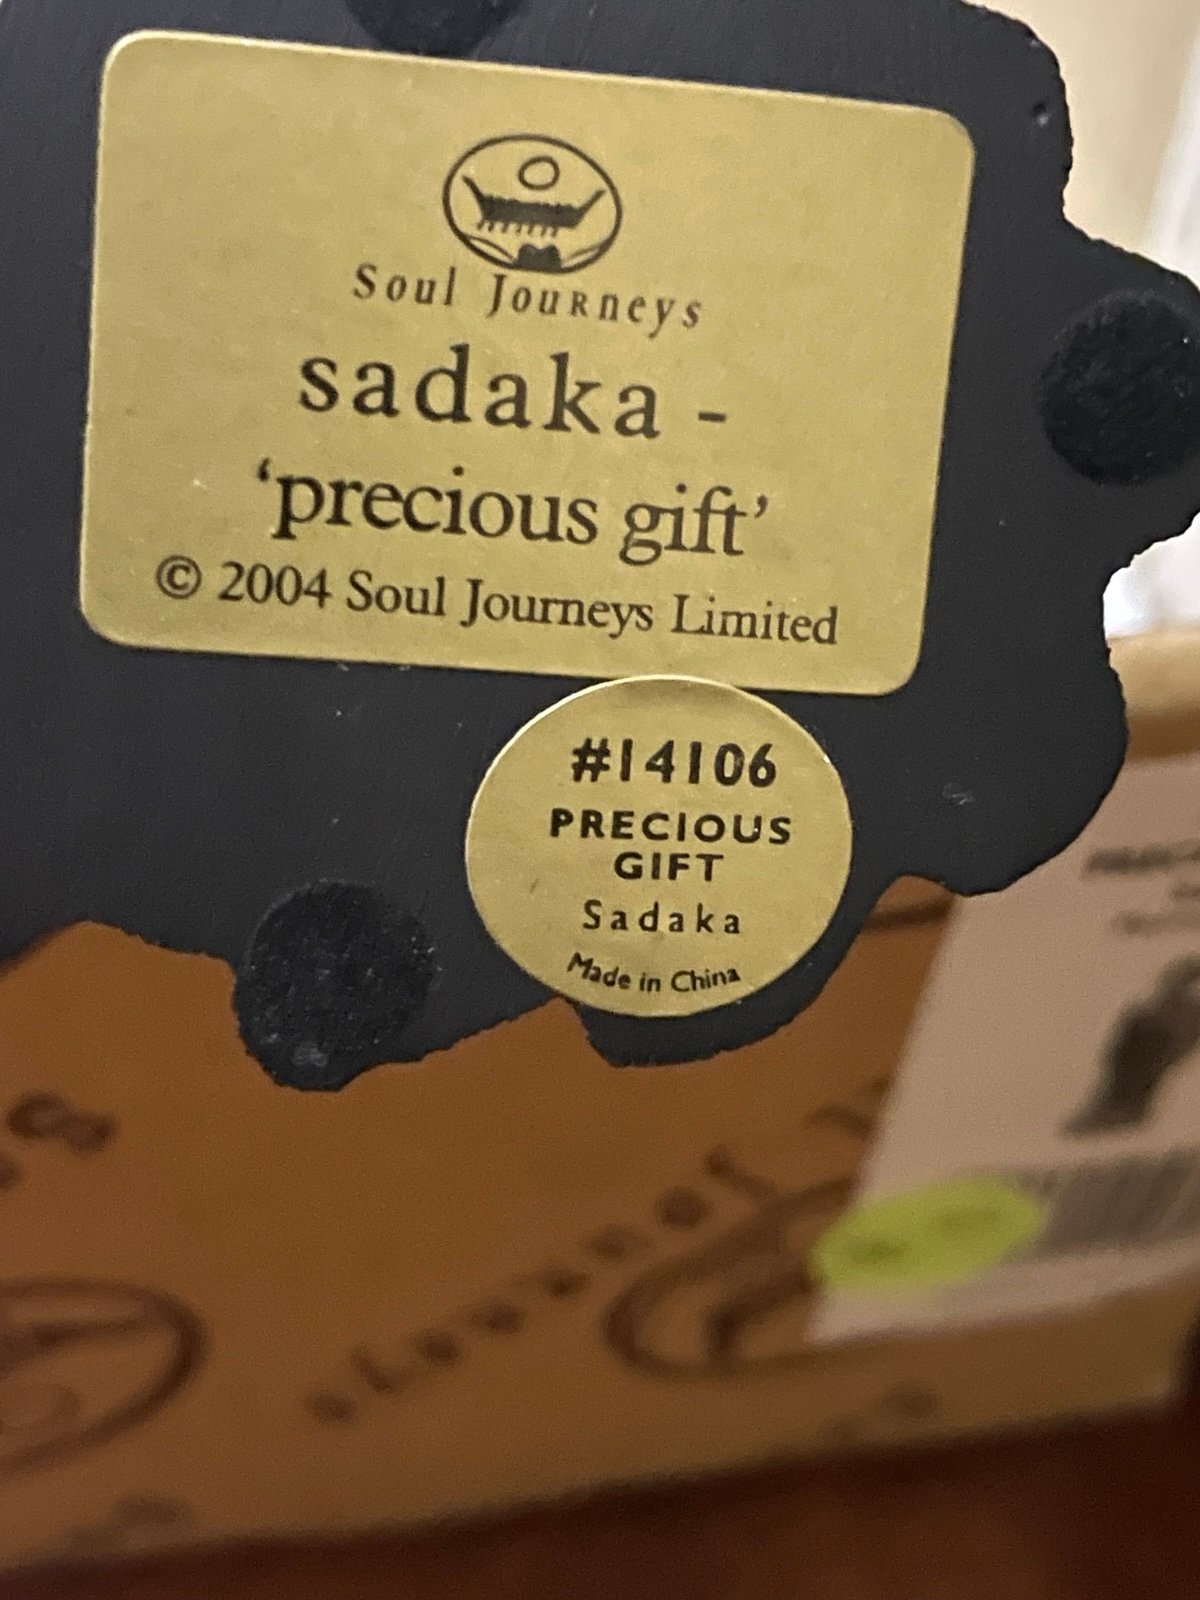 Soul Journeys
sadaka -
‘precious gift’
© 2004 Soul Journeys Limited
#14106
PRECIOUS
GIFT
Sadaka
Made in China